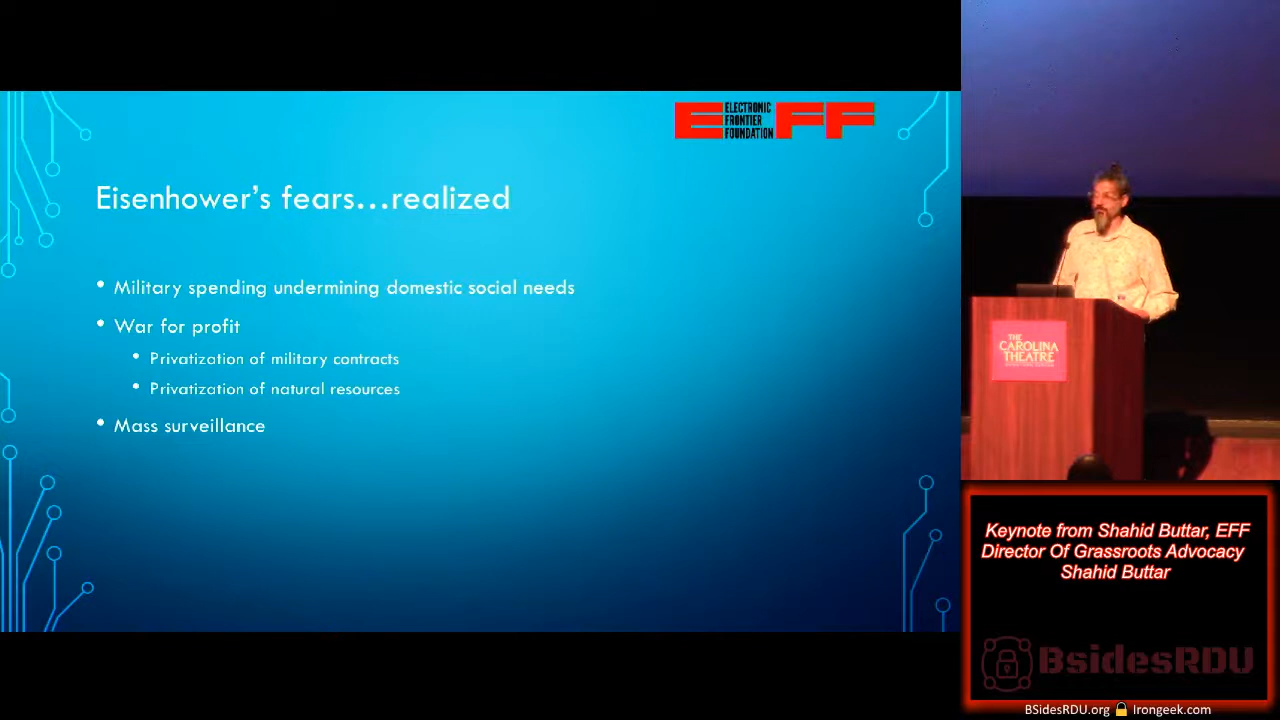 EFF
ELECTRONIC
FRONTIER
FOUNDATION
Eisenhower's fears...realized
• Military spending undermining domestic social needs
• War for profit
• Privatization of military contracts
• Privatization of natural resources
• Mass surveillance
THE
CAROLINA
THEATRE
Keynote from Shahid Buttar, EFF
Director Of Grassroots Advocacy
Shahid Buttar
BsidesRDU
BSidesRDU.org 🔒 Irongeek.com